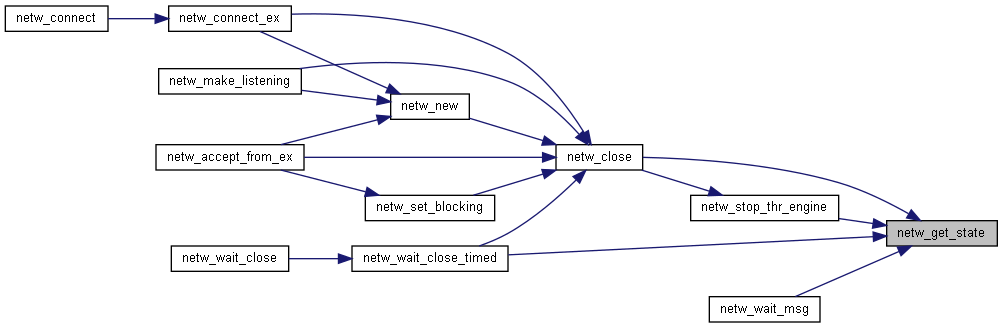 netw_connect
netw_connect_ex
netw_make_listening
netw_new
netw_accept_from_ex
netw_close
netw_set_blocking
netw_stop_thr_engine
netw_get_state
netw_wait_close
netw_wait_close_timed
netw_wait_msg